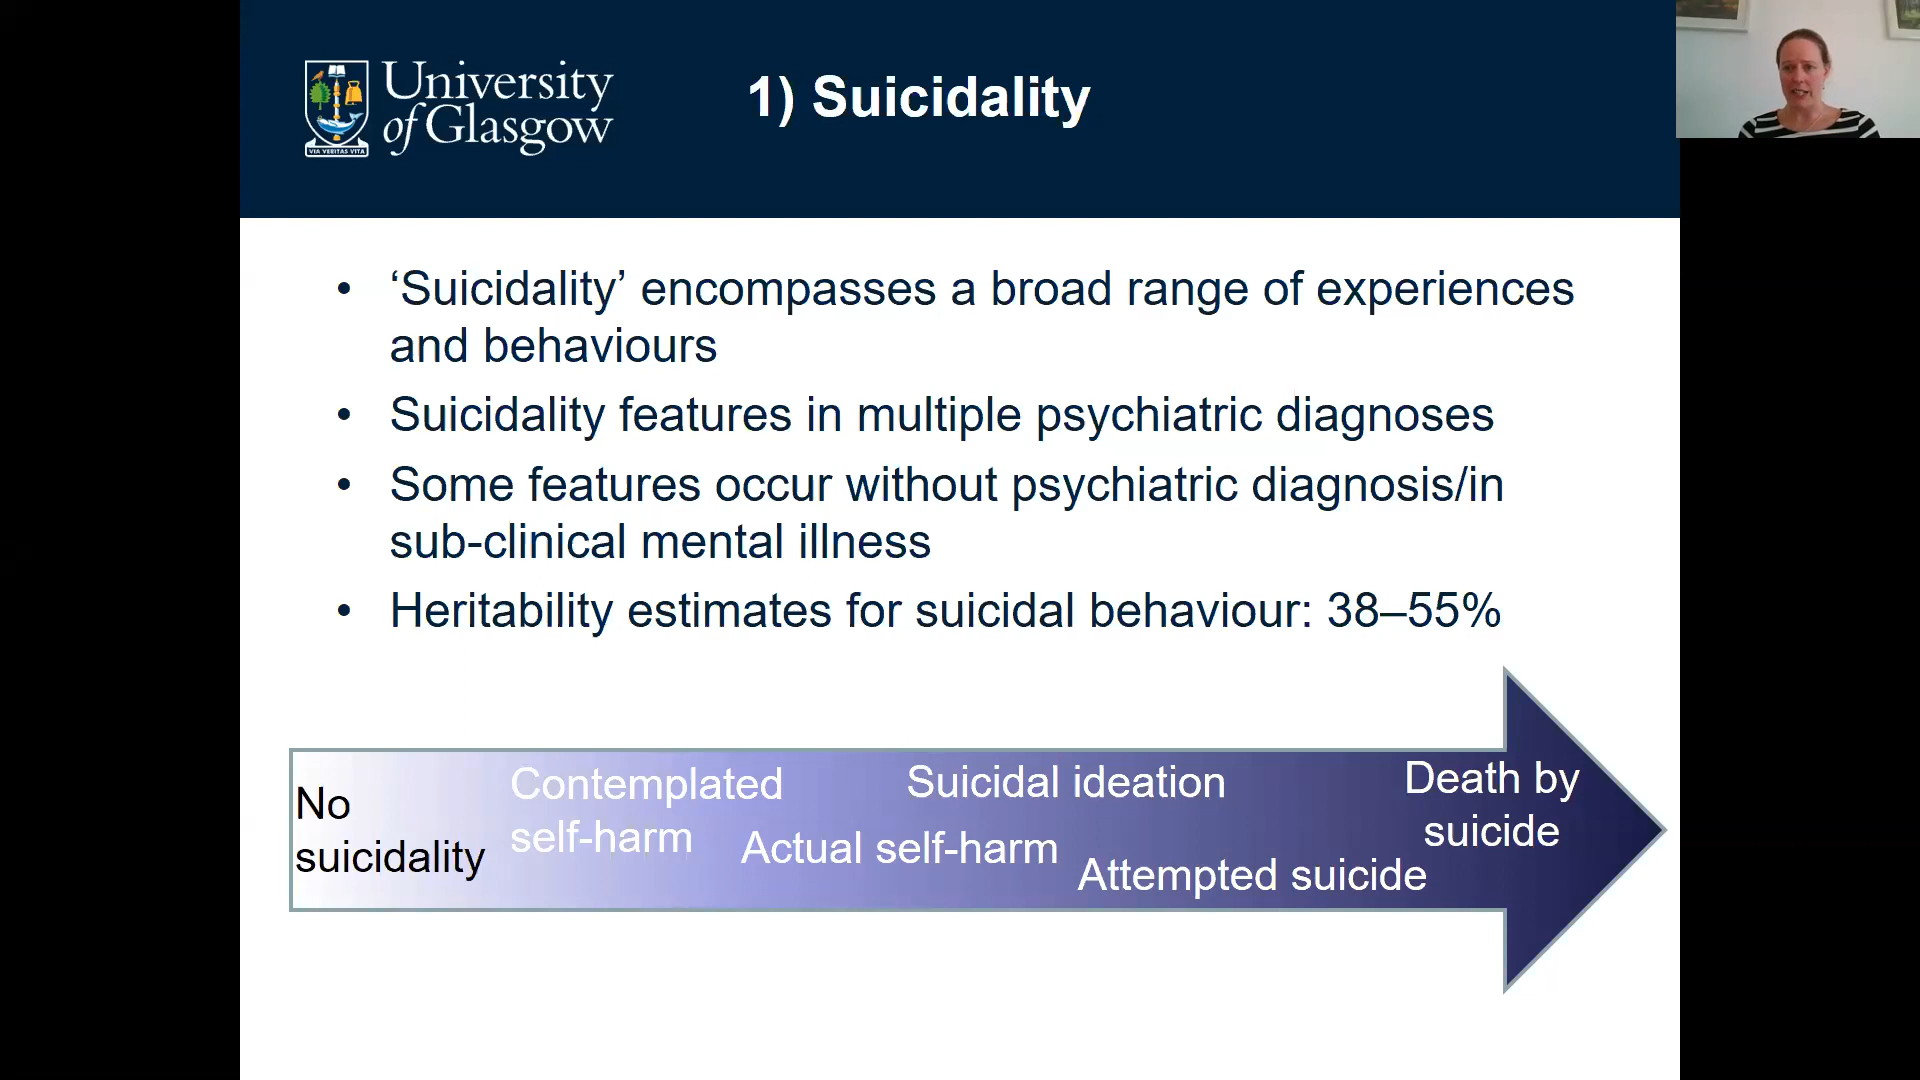 University
of Glasgow
VIA VERITAS VITA
1) Suicidality
• ‘Suicidality’ encompasses a broad range of experiences
and behaviours
• Suicidality features in multiple psychiatric diagnoses
• Some features occur without psychiatric diagnosis/in
sub-clinical mental illness
• Heritability estimates for suicidal behaviour: 38–55%
No
suicidality
Contemplated
self-harm
Actual self-harm
Suicidal ideation
Attempted suicide
Death by
suicide